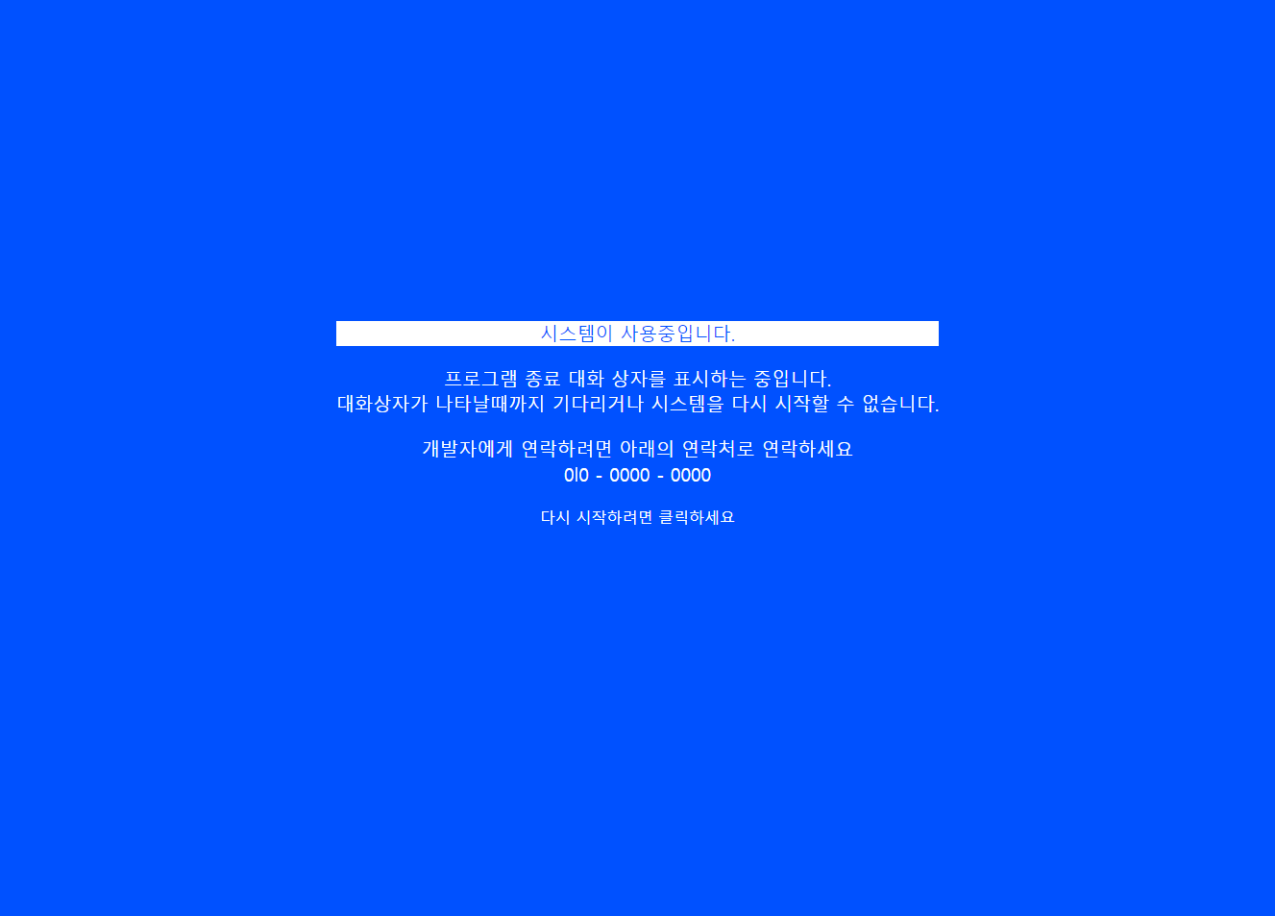 시스템이 사용중입니다.
프로그램 종료 대화 상자를 표시하는 중입니다.
대화상자가 나타날때까지 기다리거나 시스템을 다시 시작할 수 없습니다.
개발자에게 연락하려면 아래의 연락처로 연락하세요
010 - 0000 - 0000
다시 시작하려면 클릭하세요